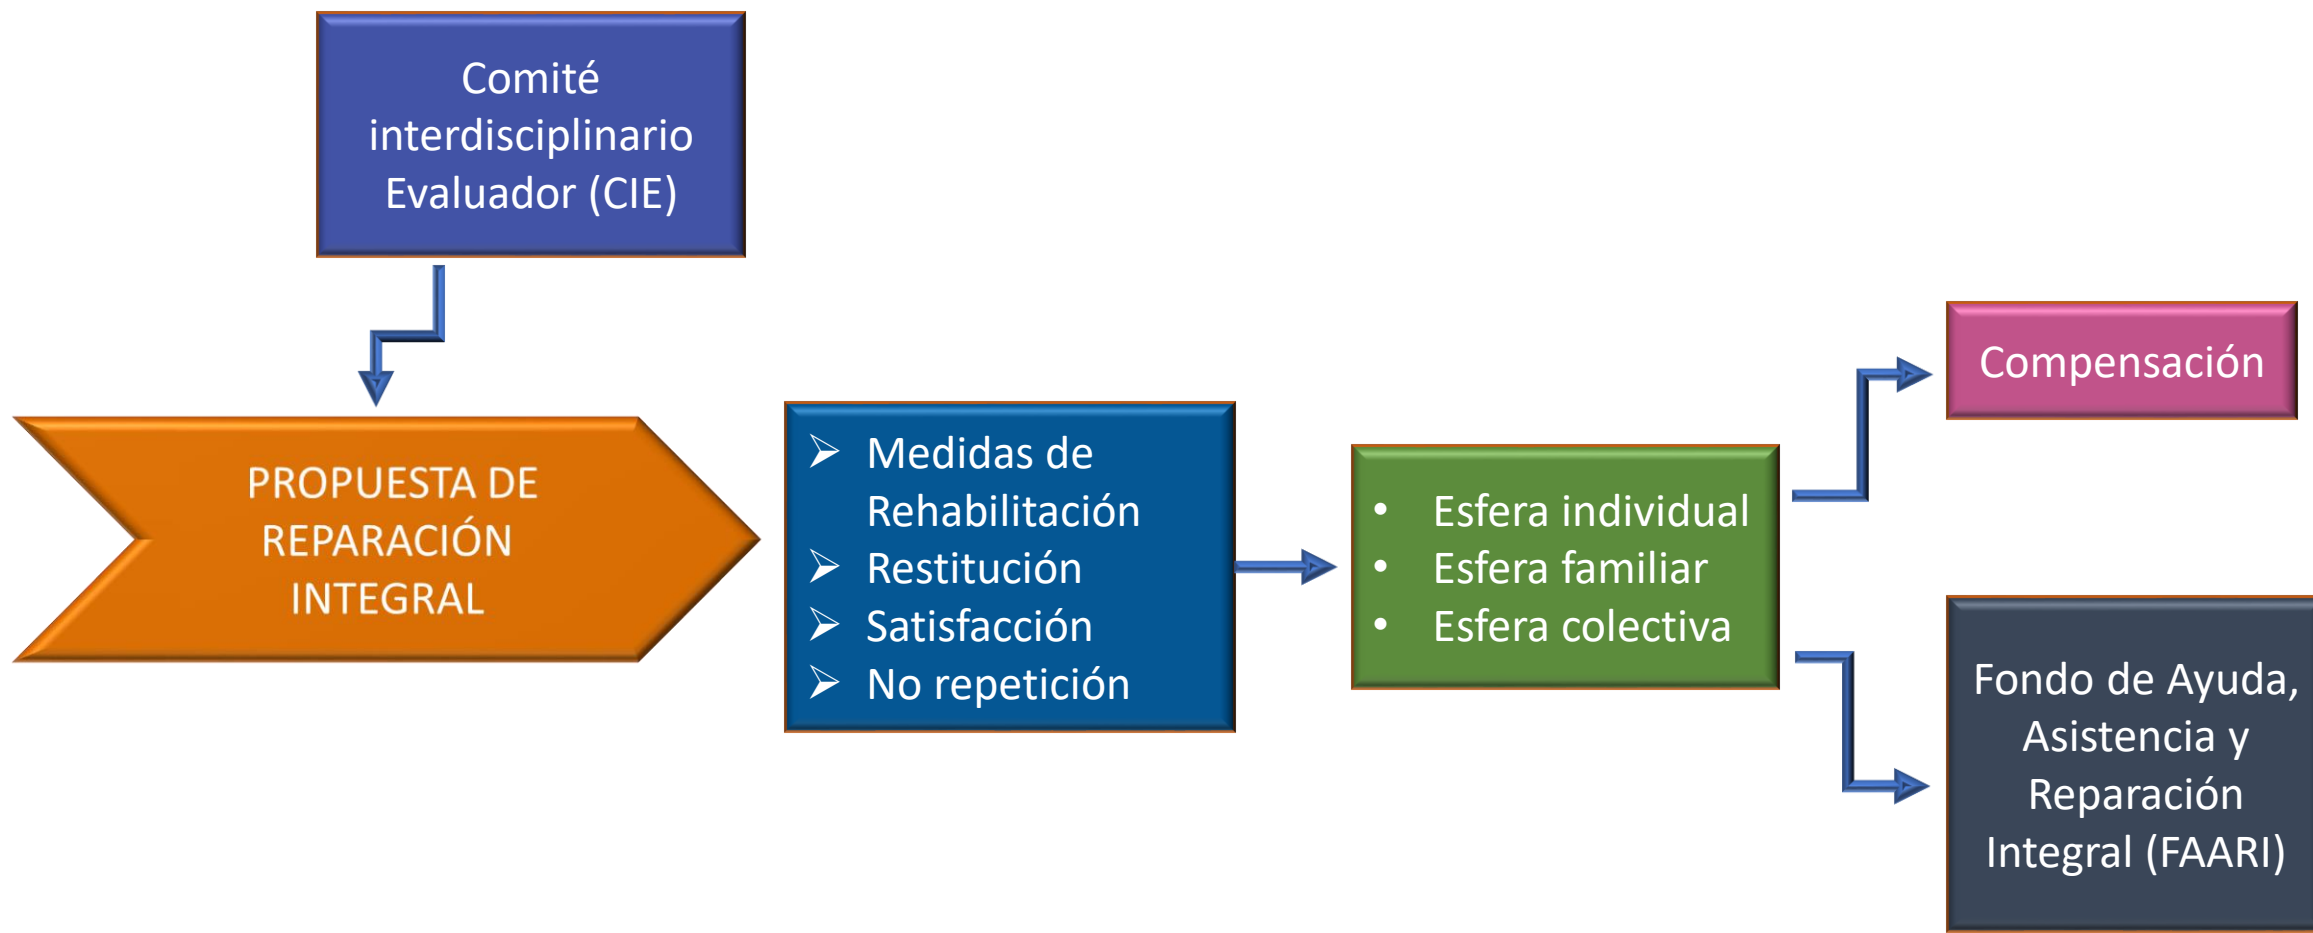 Comité
interdisciplinario
Evaluador (CIE)
PROPUESTA DE
REPARACIÓN
INTEGRAL
➢ Medidas de
Rehabilitación
➢ Restitución
➢ Satisfacción
➢ No repetición
• Esfera individual
• Esfera familiar
• Esfera colectiva
Compensación
Fondo de Ayuda,
Asistencia y
Reparación
Integral (FAARI)